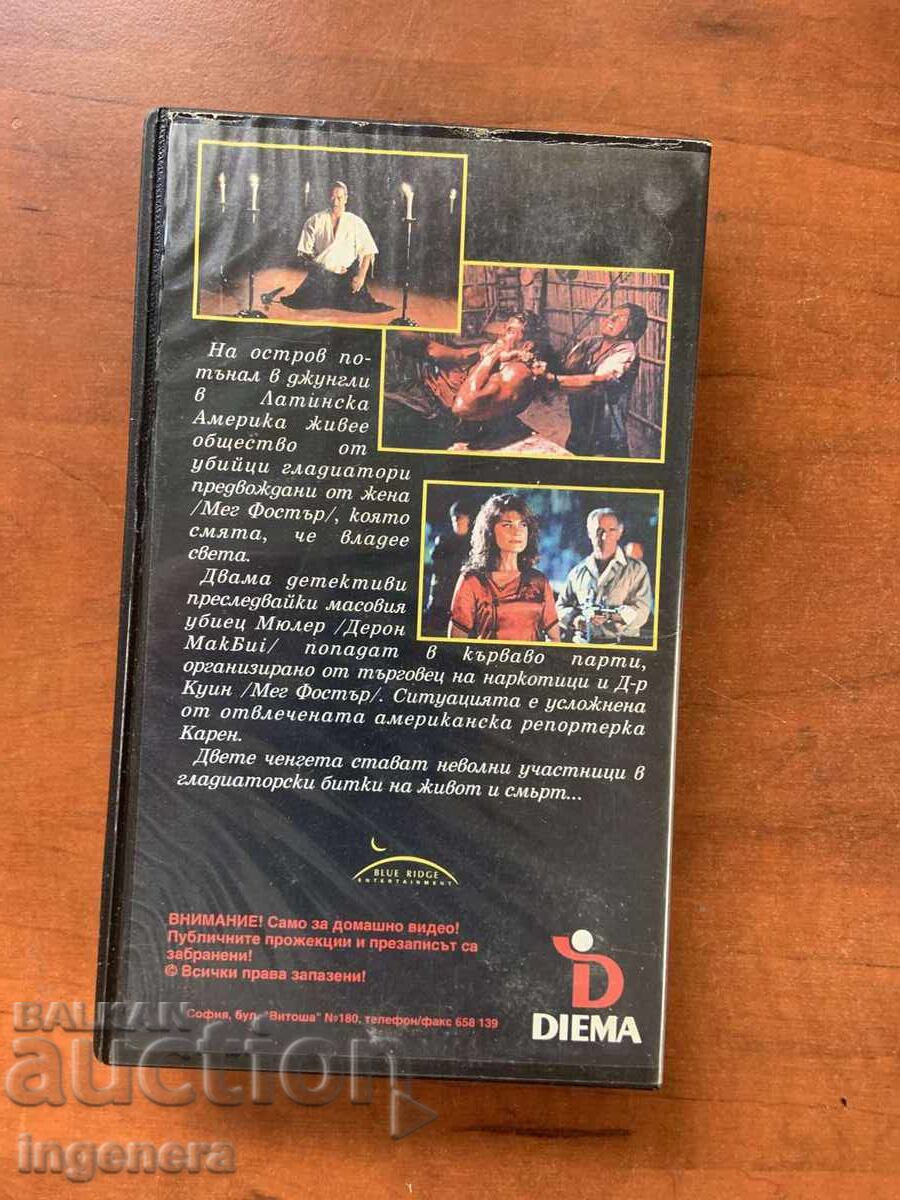 На остров по-
тънал в джунгли
в Латинска
Америка живее
общество от
убийци гладиатори
предвождани от жена
/Мег Фостър/, която
смята, че владее
света.
Двама детективи
преследвайки масовия
убиец Мюлер /Дерон
МакБиi/ попадат в кърваво парти,
организирано от търговец на наркотици и Д-р
Куин /Мег Фостър/. Ситуацията е усложнена
от отвлечената американска репортерка
Карен.
Двете ченгета стават неволни участници в
гладиаторски битки на живот и смърт...
BLUE RIDGE
ENTERTAINMENT
ВНИМАНИЕ! Само за домашно видео!
Публичните прожекции и презаписът са
забранени!
© Всички права запазени!
София, бул. "Витоша" №180, телефон/факс 658 139
DIEMA
BALKAN
auction
ingenera